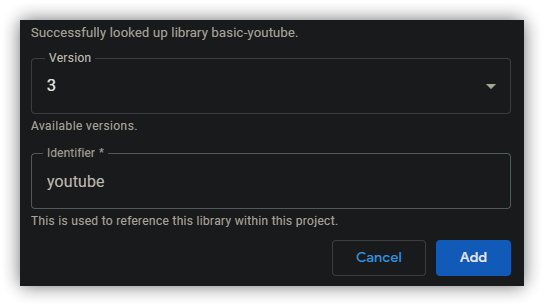 Successfully looked up library basic-youtube.
Version
3
Available versions.
Identifier *
youtube
This is used to reference this library within this project.
Cancel Add